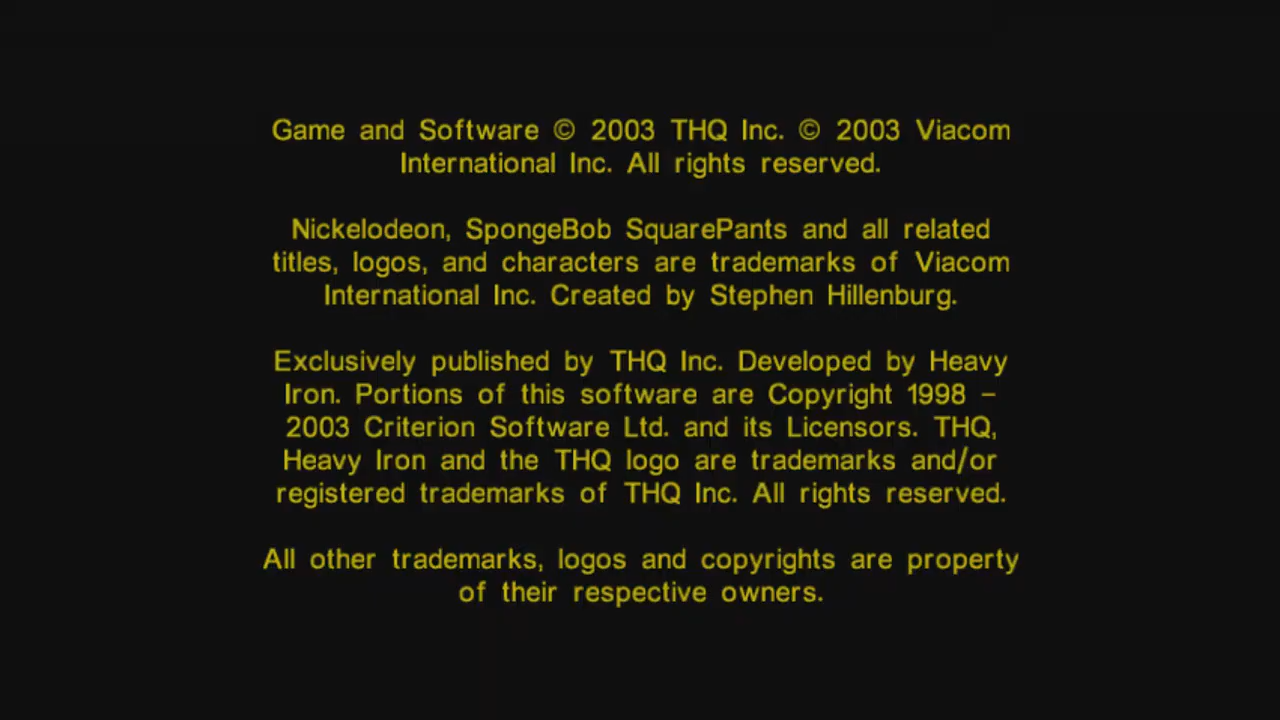 Game and Software © 2003 THQ Inc. © 2003 Viacom
International Inc. All rights reserved.
Nickelodeon, SpongeBob SquarePants and all related
titles, logos, and characters are trademarks of Viacom
International Inc. Created by Stephen Hillenburg.
Exclusively published by THQ Inc. Developed by Heavy
Iron. Portions of this software are Copyright 1998 –
2003 Criterion Software Ltd. and its Licensors. THQ,
Heavy Iron and the THQ logo are trademarks and/or
registered trademarks of THQ Inc. All rights reserved.
All other trademarks, logos and copyrights are property
of their respective owners.